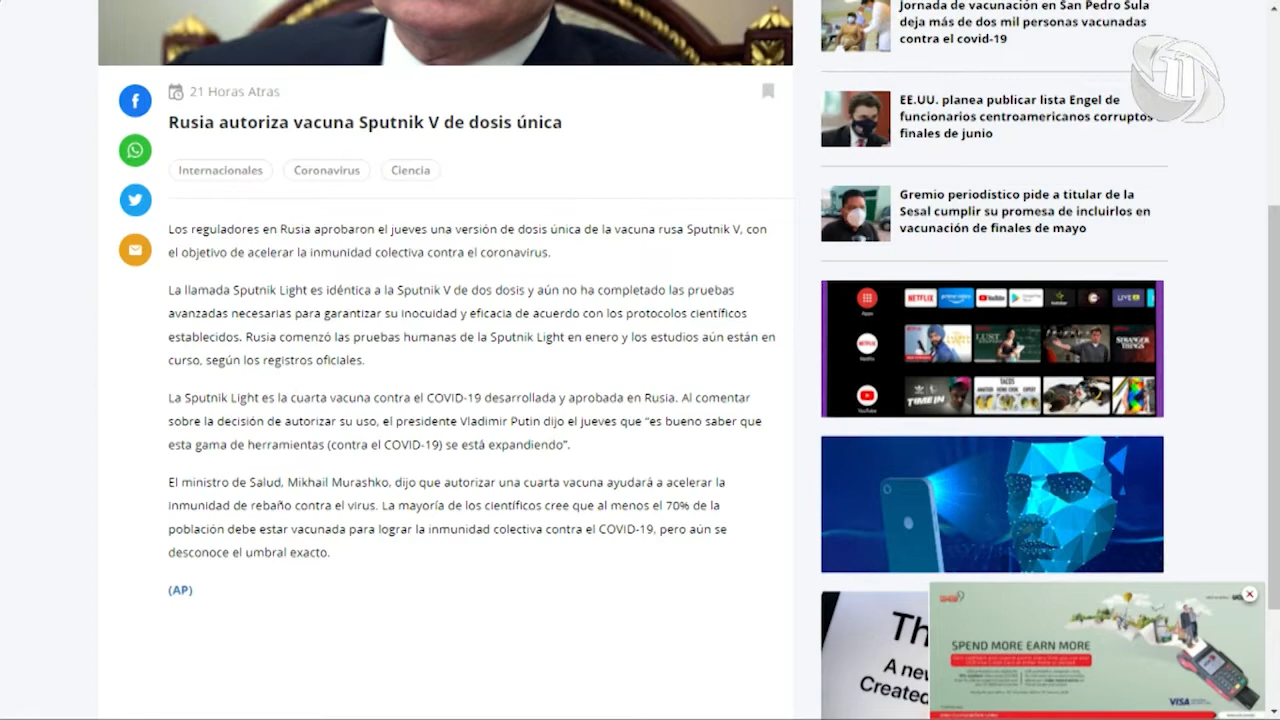 21 Horas Atras
Rusia autoriza vacuna Sputnik V de dosis única
Internacionales
Coronavirus
Ciencia
Los reguladores en Rusia aprobaron el jueves una versión de dosis única de la vacuna rusa Sputnik V, con
el objetivo de acelerar la inmunidad colectiva contra el coronavirus.
La llamada Sputnik Light es idéntica a la Sputnik V de dos dosis y aún no ha completado las pruebas
avanzadas necesarias para garantizar su inocuidad y eficacia de acuerdo con los protocolos científicos
establecidos. Rusia comenzó las pruebas humanas de la Sputnik Light en enero y los estudios aún están en
curso, según los registros oficiales.
La Sputnik Light es la cuarta vacuna contra el COVID-19 desarrollada y aprobada en Rusia. Al comentar
sobre la decisión de autorizar su uso, el presidente Vladimir Putin dijo el jueves que “es bueno saber que
esta gama de herramientas (contra el COVID-19) se está expandiendo”.
El ministro de Salud, Mikhail Murashko, dijo que autorizar una cuarta vacuna ayudará a acelerar la
inmunidad de rebaño contra el virus. La mayoría de los científicos cree que al menos el 70% de la
población debe estar vacunada para lograr la inmunidad colectiva contra el COVID-19, pero aún se
desconoce el umbral exacto.
(AP)
Jornada de vacunación en San Pedro Sula
deja más de dos mil personas vacunadas
contra el covid-19
EE.UU. planea publicar lista Engel de
funcionarios centroamericanos corruptos
finales de junio
Gremio periodístico pide a titular de la
Sesal cumplir su promesa de incluirlos en
vacunación de finales de mayo
NETFLIX
prime video
YouTube
LIVE
Apps
Netflix
LUST
STRANGER
THINGS
YouTube
TIME IN
TACOS
Th
A new
Created
SPEND MORE EARN MORE
VISA